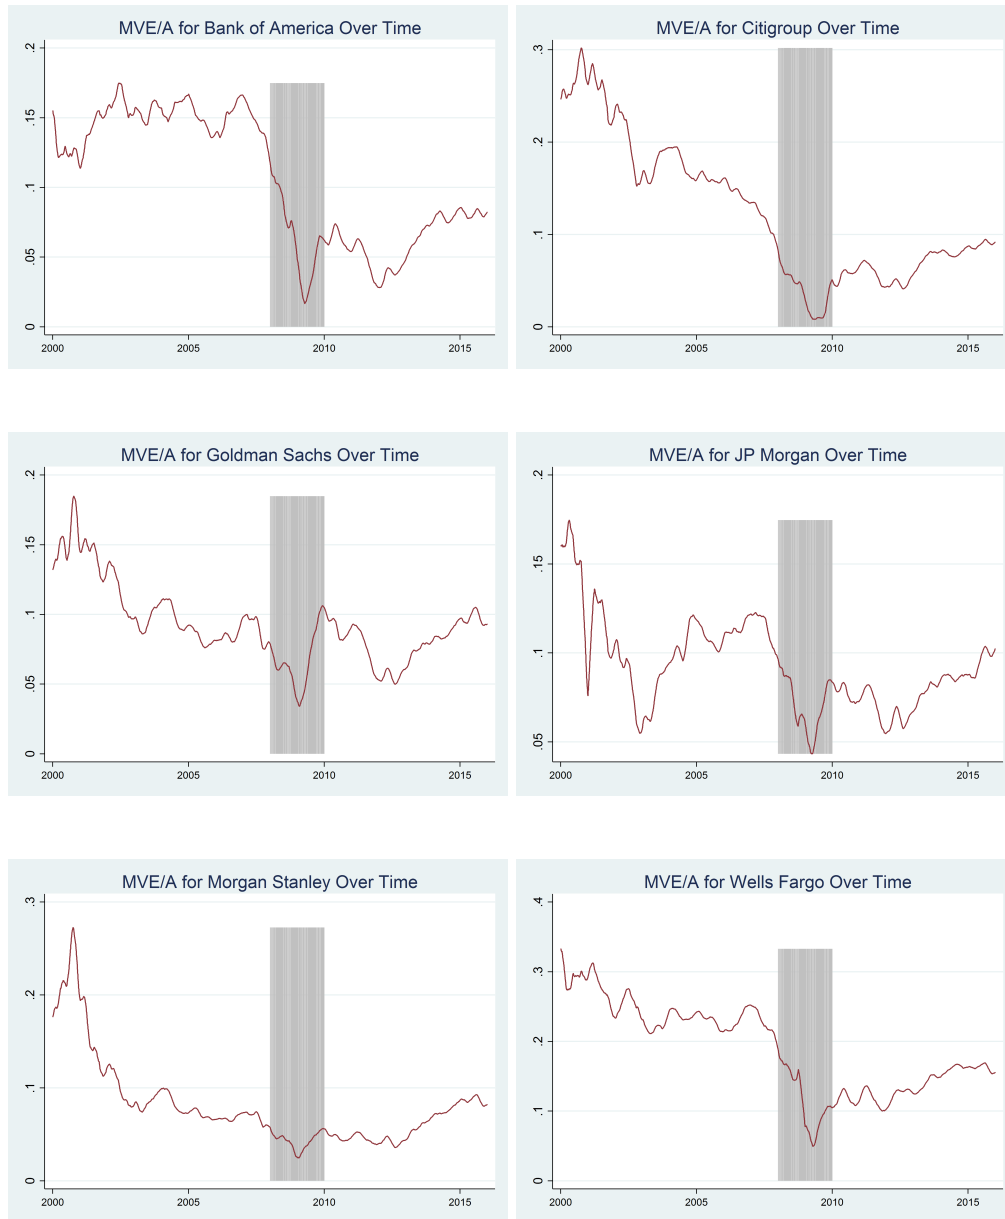 MVE/A for Bank of America Over Time
.2
.15
.1
.05
0
2000 2005 2010 2015
MVE/A for Citigroup Over Time
.3
.2
.1
0
2000 2005 2010 2015
MVE/A for Goldman Sachs Over Time
.2
.15
.1
.05
0
2000 2005 2010 2015
MVE/A for JP Morgan Over Time
.2
.15
.1
.05
2000 2005 2010 2015
MVE/A for Morgan Stanley Over Time
.3
.2
.1
0
2000 2005 2010 2015
MVE/A for Wells Fargo Over Time
.4
.3
.2
.1
0
2000 2005 2010 2015